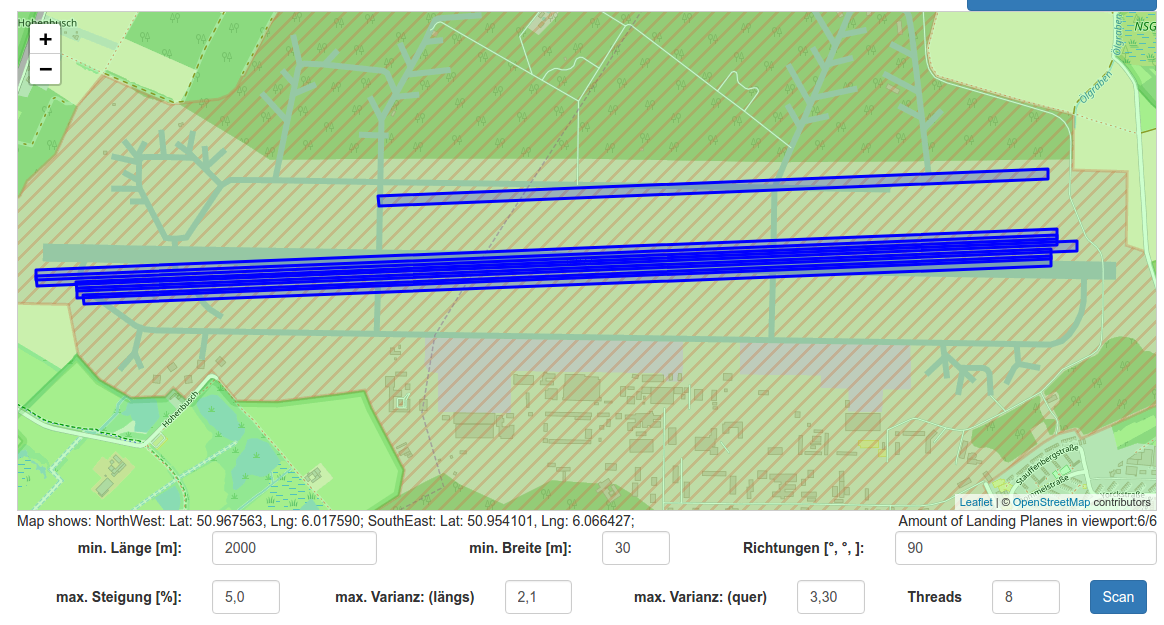 Hohenbusch
+
−
NSG
Ölgraben
Ölgraben
Hohenbusch
Stauffenbergstraße
Leaflet | © OpenStreetMap contributors
Map shows: NorthWest: Lat: 50.967563, Lng: 6.017590; SouthEast: Lat: 50.954101, Lng: 6.066427;
Amount of Landing Planes in viewport:6/6
min. Länge [m]: 2000 min. Breite [m]: 30 Richtungen [°, °, ]: 90
max. Steigung [%]: 5,0 max. Varianz: (längs) 2,1 max. Varianz: (quer) 3,30 Threads 8 Scan